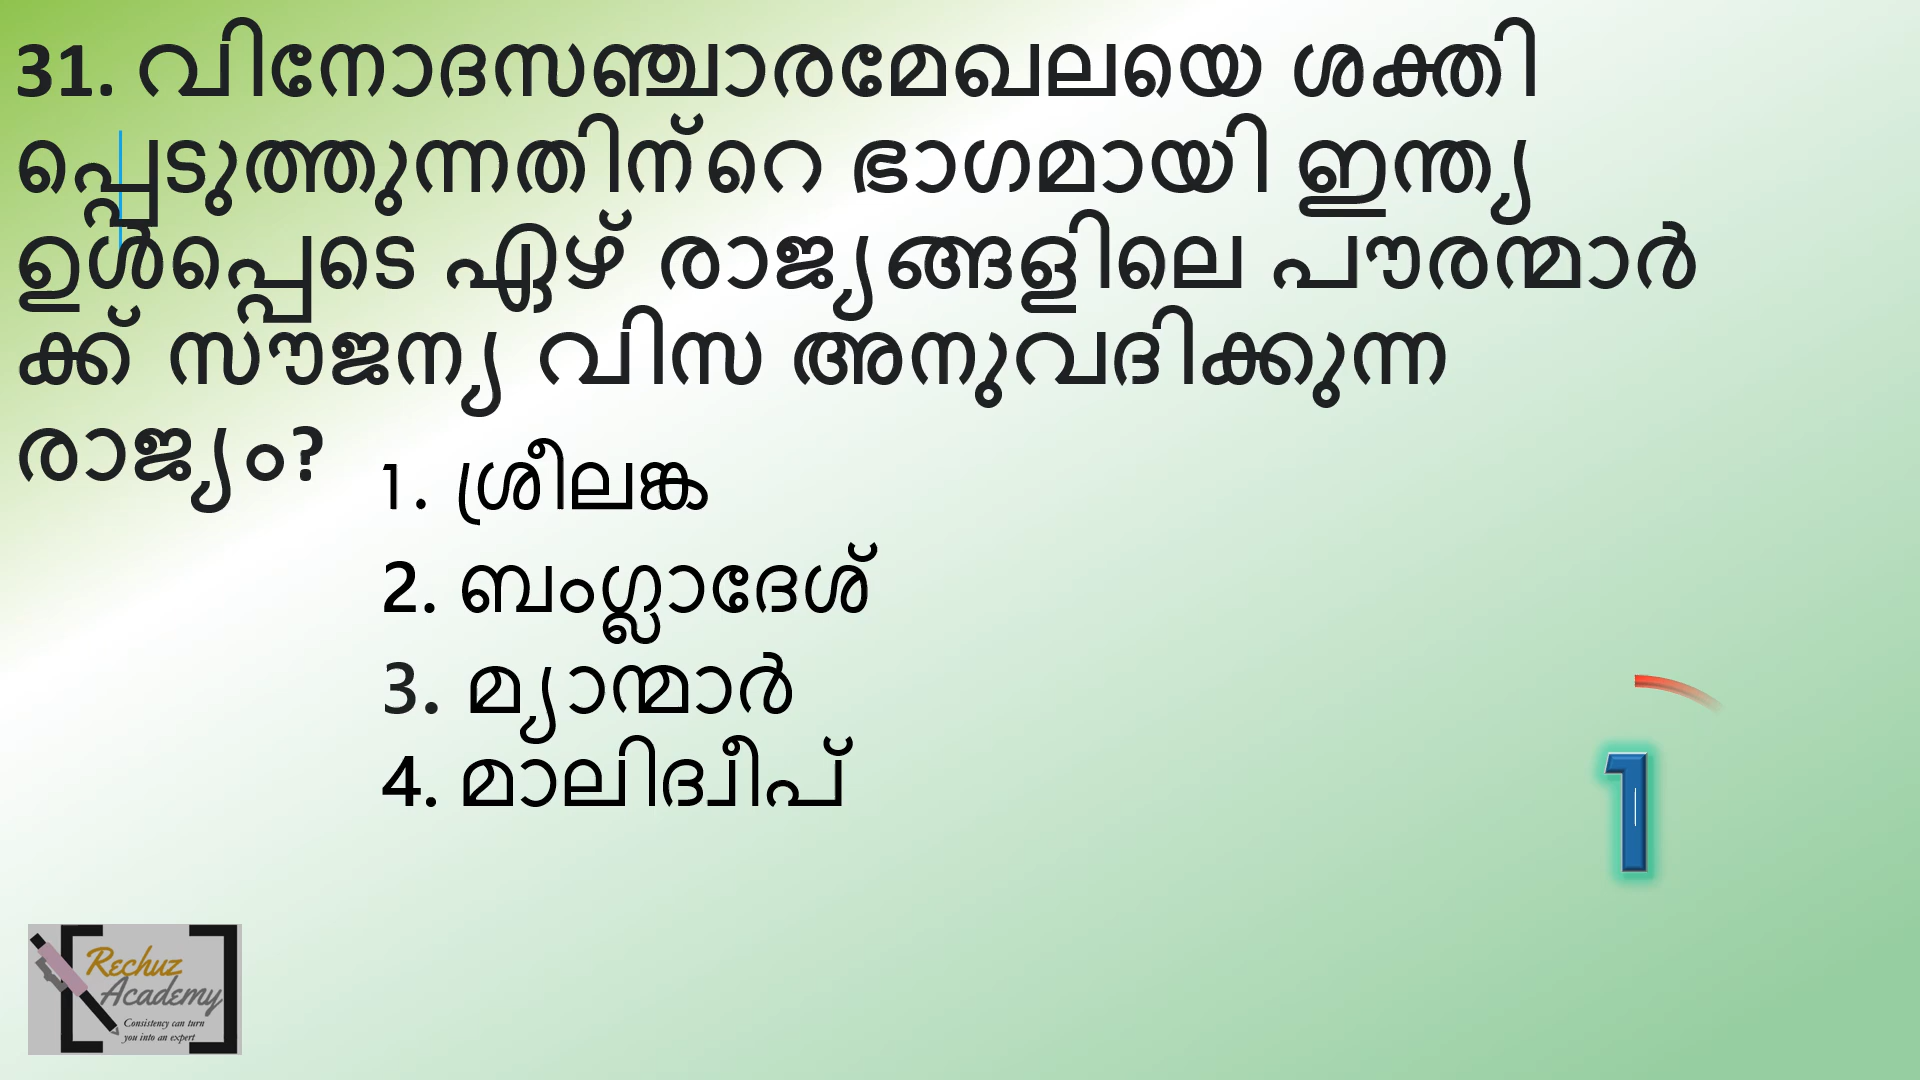 31. വിനോദസഞ്ചാരമേഖലയെ ശക്തി
പ്പെടുത്തുന്നതിന്റെ ഭാഗമായി ഇന്ത്യ
ഉൾപ്പെടെ ഏഴ് രാജ്യങ്ങളിലെ പൗരന്മാർ
ക്ക് സൗജന്യ വിസ അനുവദിക്കുന്ന
രാജ്യം?
1. ശ്രീലങ്ക
2. ബംഗ്ലാദേശ്
3. മ്യാന്മാർ
4. മാലിദ്വീപ്
1
Rechuz
Academy
Consistency can turn
you into an expert